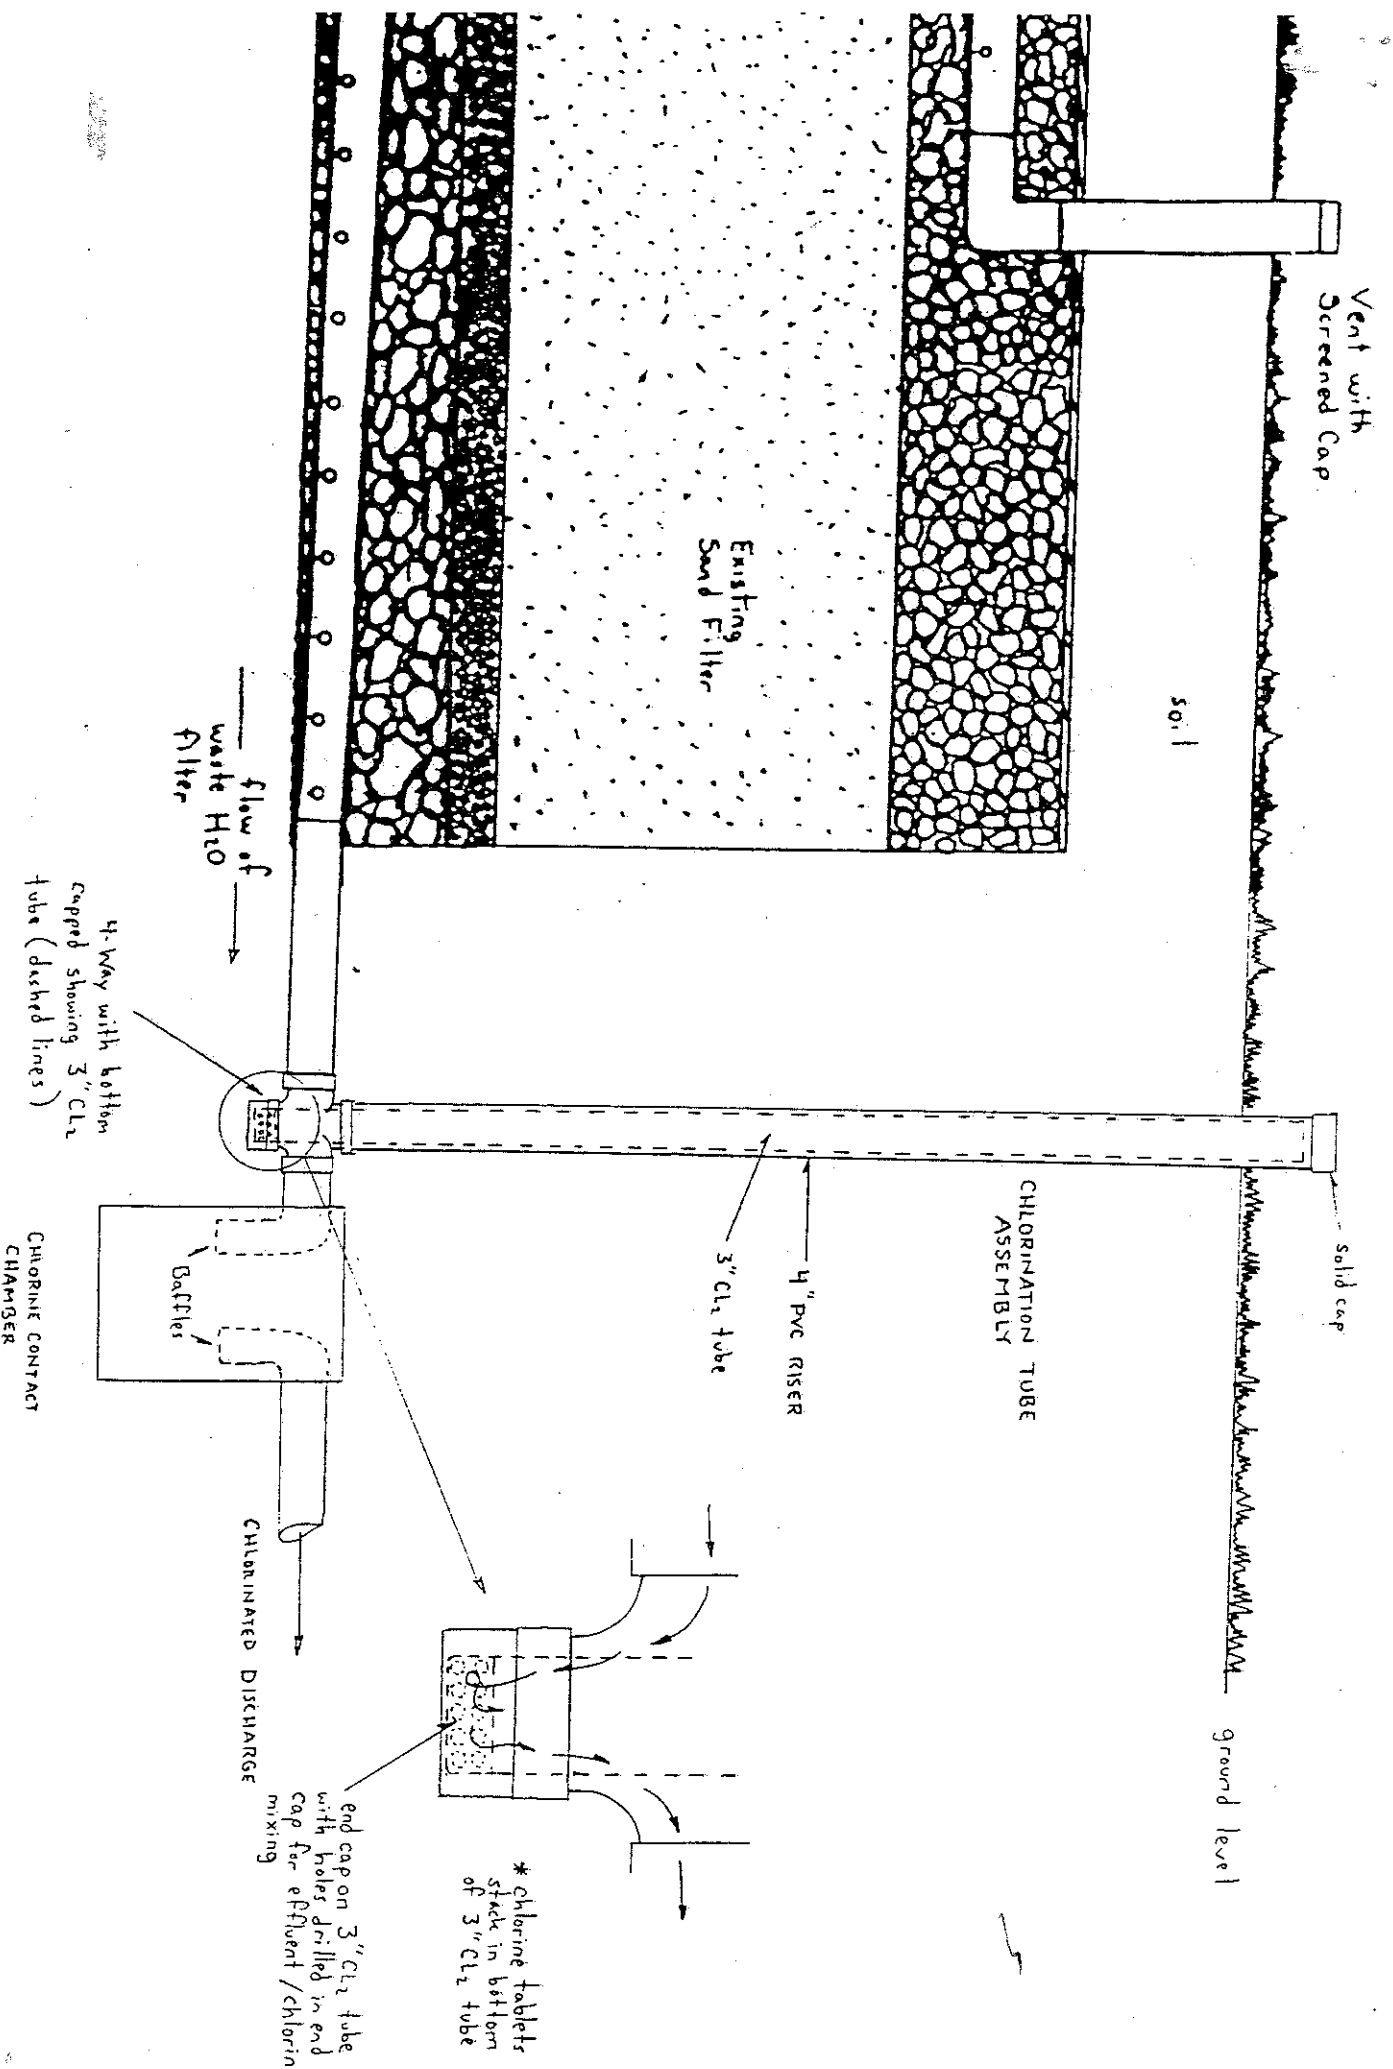 Vent with
Screened Cap
soil
ground level
solid cap
Existing
Sand Filter
CHLORINATION TUBE
ASSEMBLY
4" PVC RISER
3" CL2 tube
flow of
waste H2O
filter
4-Way with bottom
capped showing 3" CL2
tube (dashed lines)
Baffles
CHLORINE CONTACT
CHAMBER
CHLORINATED DISCHARGE
* chlorine tablets
stack in bottom
of 3" CL2 tube
end cap on 3" CL2 tube
with holes drilled in end
cap for effluent/chlorin
mixing